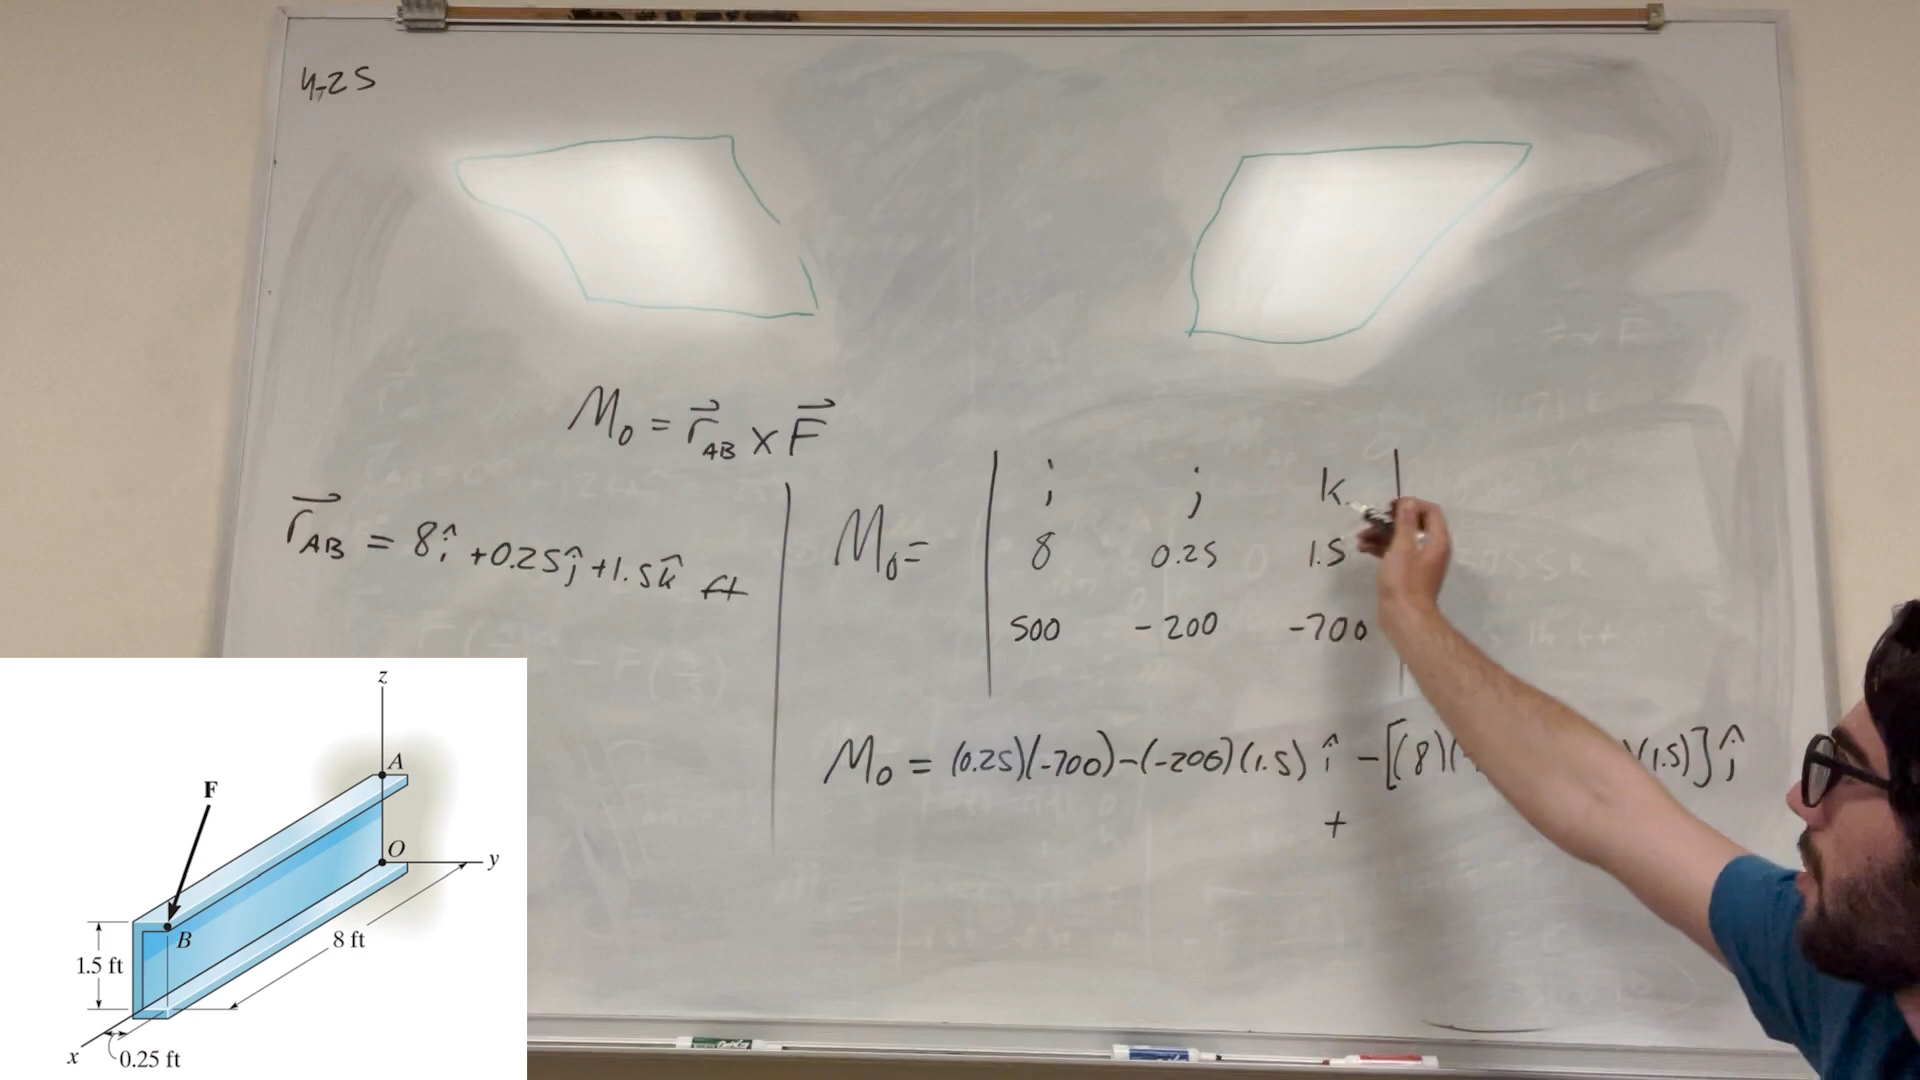 4-25
M₀ = r⃗_AB × F⃗
r⃗_AB = 8î + 0.25ĵ + 1.5k̂ ft
M₀ =
i j k
8 0.25 1.5
500 -200 -700
M₀ = (0.25)(-700)-(-200)(1.5) î - [(8)(- )(1.5)] ĵ
+
z
A
F
O
y
B
8 ft
1.5 ft
x
0.25 ft